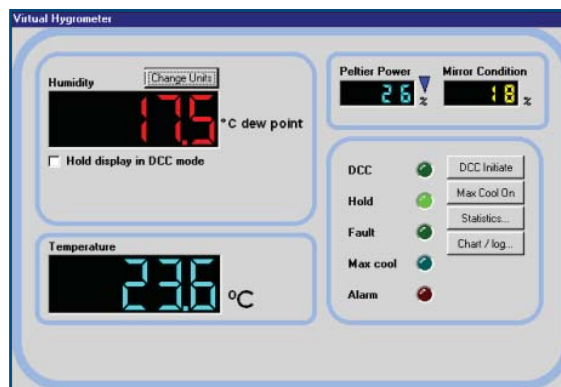 Virtual Hygrometer
Humidity
Change Units
17.5
°C dew point
Hold display in DCC mode
Temperature
23.6
°C
Peltier Power
26
%
Mirror Condition
18
%
DCC
DCC Initiate
Hold
Max Cool On
Fault
Statistics...
Max cool
Chart / log...
Alarm